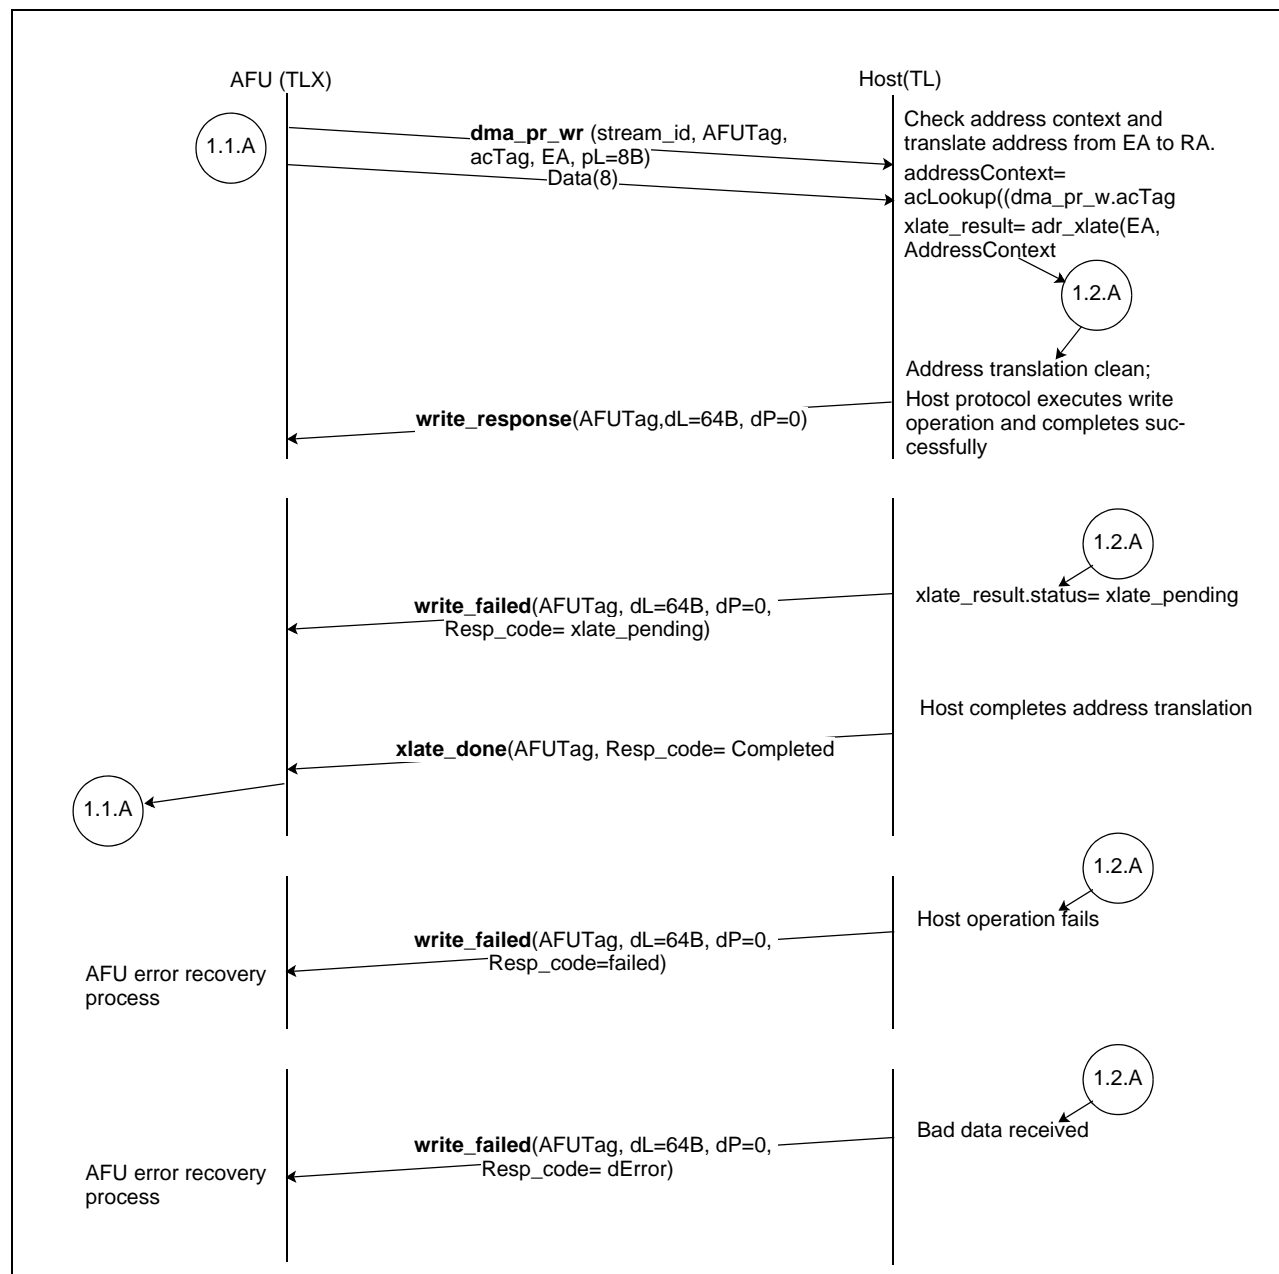 AFU (TLX)
Host(TL)
1.1.A
dma_pr_wr (stream_id, AFUTag,
acTag, EA, pL=8B)
Data(8)
Check address context and
translate address from EA to RA.
addressContext=
acLookup((dma_pr_w.acTag
xlate_result= adr_xlate(EA,
AddressContext
1.2.A
Address translation clean;
Host protocol executes write
operation and completes suc-
cessfully
write_response(AFUTag,dL=64B, dP=0)
1.2.A
xlate_result.status= xlate_pending
write_failed(AFUTag, dL=64B, dP=0,
Resp_code= xlate_pending)
Host completes address translation
xlate_done(AFUTag, Resp_code= Completed
1.1.A
1.2.A
Host operation fails
write_failed(AFUTag, dL=64B, dP=0,
Resp_code=failed)
AFU error recovery
process
1.2.A
Bad data received
write_failed(AFUTag, dL=64B, dP=0,
Resp_code= dError)
AFU error recovery
process